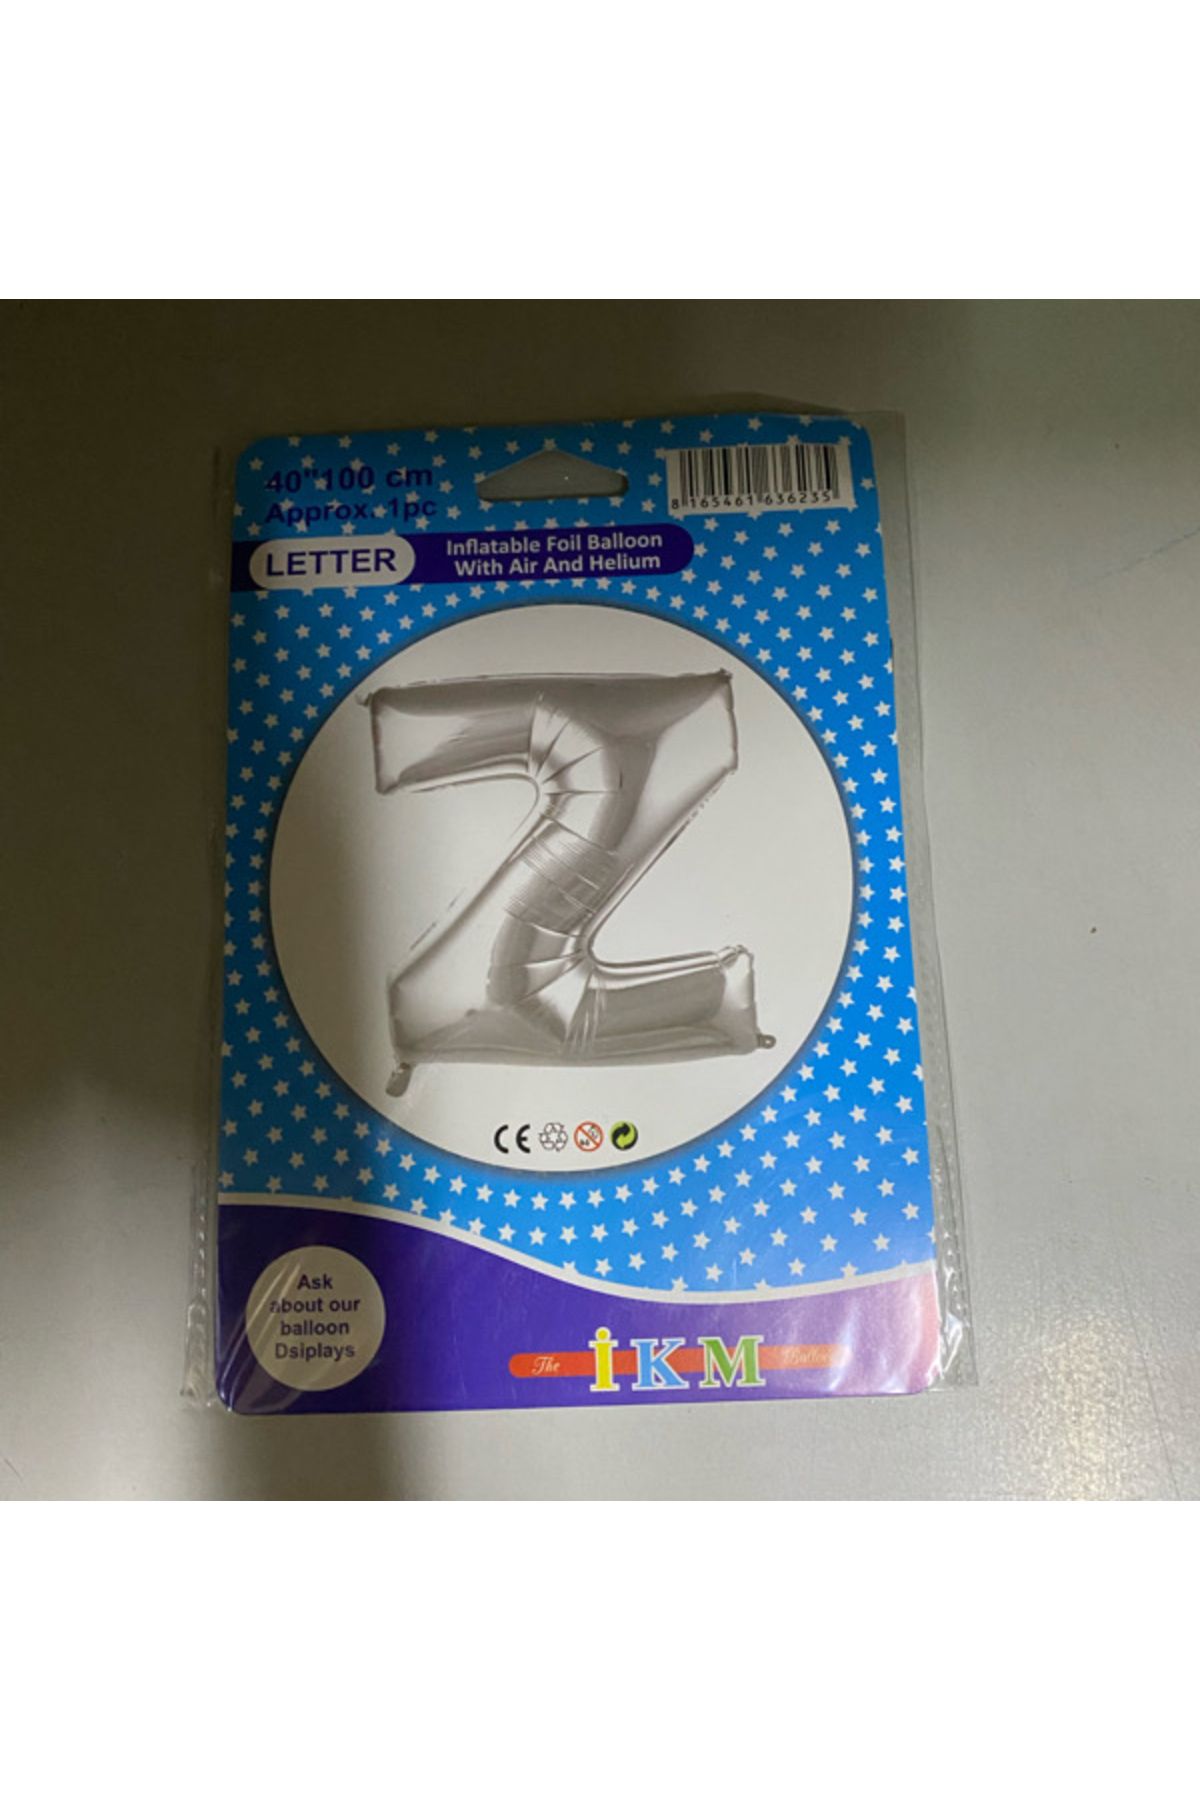 40"100 cm
Approx. 1pc
8 165461 636235
LETTER
Inflatable Foil Balloon
With Air And Helium
Z
CE
Ask
about our
balloon
Dsiplays
The İKM